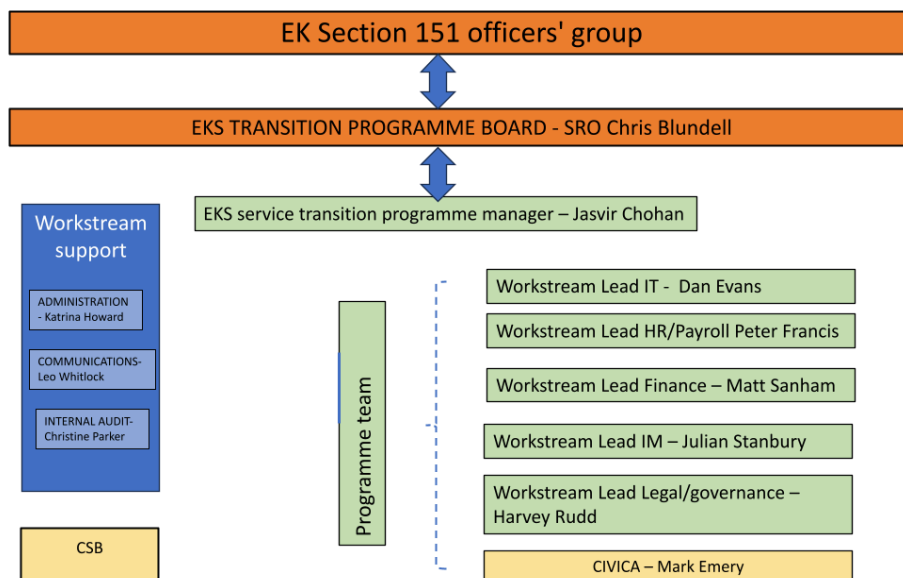 EK Section 151 officers' group
EKS TRANSITION PROGRAMME BOARD - SRO Chris Blundell
EKS service transition programme manager – Jasvir Chohan
Workstream
support
ADMINISTRATION
- Katrina Howard
COMMUNICATIONS-
Leo Whitlock
INTERNAL AUDIT-
Christine Parker
CSB
Programme team
Workstream Lead IT -  Dan Evans
Workstream Lead HR/Payroll Peter Francis
Workstream Lead Finance – Matt Sanham
Workstream Lead IM – Julian Stanbury
Workstream Lead Legal/governance –
Harvey Rudd
CIVICA – Mark Emery